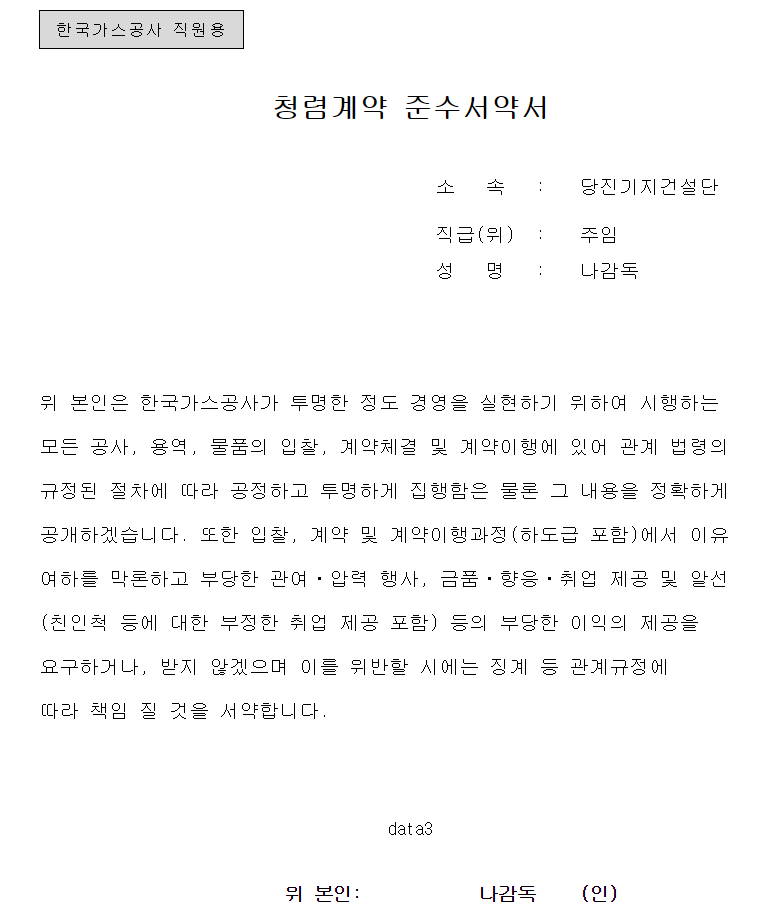 한국가스공사 직원용
청렴계약 준수서약서
소 속 : 당진기지건설단
직급(위) : 주임
성 명 : 나감독
위 본인은 한국가스공사가 투명한 정도 경영을 실현하기 위하여 시행하는
모든 공사, 용역, 물품의 입찰, 계약체결 및 계약이행에 있어 관계 법령의
규정된 절차에 따라 공정하고 투명하게 집행함은 물론 그 내용을 정확하게
공개하겠습니다. 또한 입찰, 계약 및 계약이행과정(하도급 포함)에서 이유
여하를 막론하고 부당한 관여·압력 행사, 금품·향응·취업 제공 및 알선
(친인척 등에 대한 부정한 취업 제공 포함) 등의 부당한 이익의 제공을
요구하거나, 받지 않겠으며 이를 위반할 시에는 징계 등 관계규정에
따라 책임 질 것을 서약합니다.
data3
위 본인: 나감독 (인)